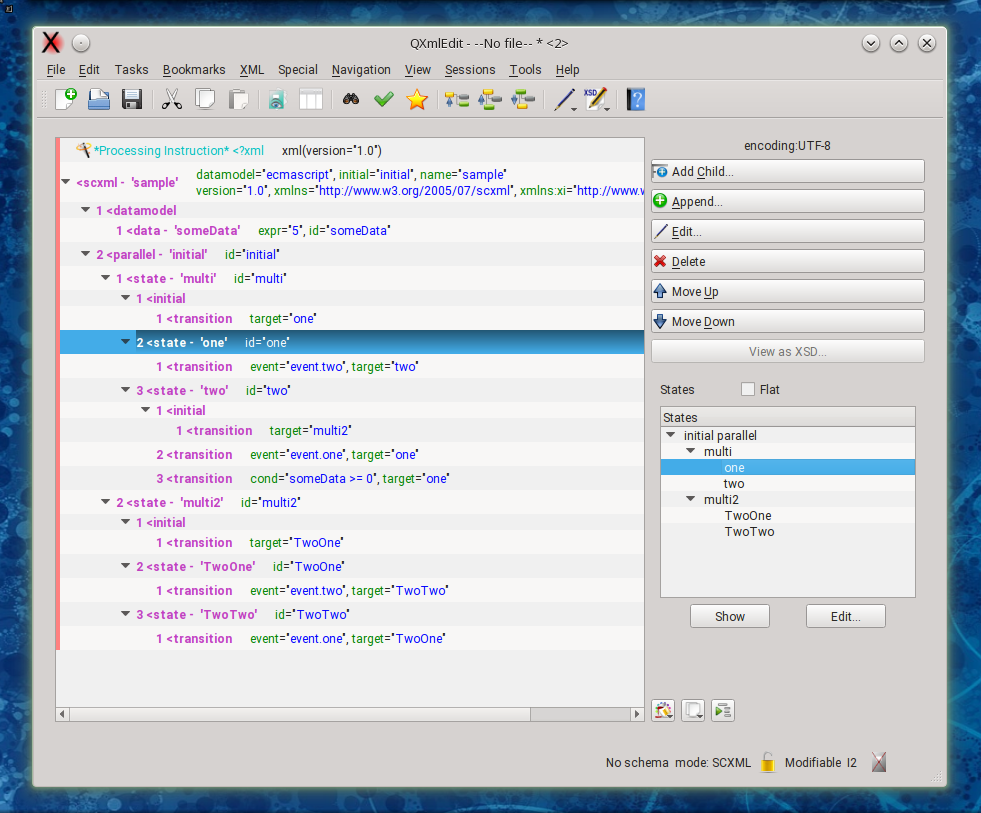 QXmlEdit - --No file-- * <2>
File Edit Tasks Bookmarks XML Special Navigation View Sessions Tools Help
XSD
*Processing Instruction* <?xml xml(version="1.0")
<scxml - 'sample' datamodel="ecmascript", initial="initial", name="sample"
version="1.0", xmlns="http://www.w3.org/2005/07/scxml", xmlns:xi="http://www.w
1 <datamodel
1 <data - 'someData' expr="5", id="someData"
2 <parallel - 'initial' id="initial"
1 <state - 'multi' id="multi"
1 <initial
1 <transition target="one"
2 <state - 'one' id="one"
1 <transition event="event.two", target="two"
3 <state - 'two' id="two"
1 <initial
1 <transition target="multi2"
2 <transition event="event.one", target="one"
3 <transition cond="someData >= 0", target="one"
2 <state - 'multi2' id="multi2"
1 <initial
1 <transition target="TwoOne"
2 <state - 'TwoOne' id="TwoOne"
1 <transition event="event.two", target="TwoTwo"
3 <state - 'TwoTwo' id="TwoTwo"
1 <transition event="event.one", target="TwoOne"
encoding:UTF-8
Add Child...
Append...
Edit...
Delete
Move Up
Move Down
View as XSD...
States Flat
States
initial parallel
multi
one
two
multi2
TwoOne
TwoTwo
Show Edit...
No schema mode: SCXML Modifiable I2